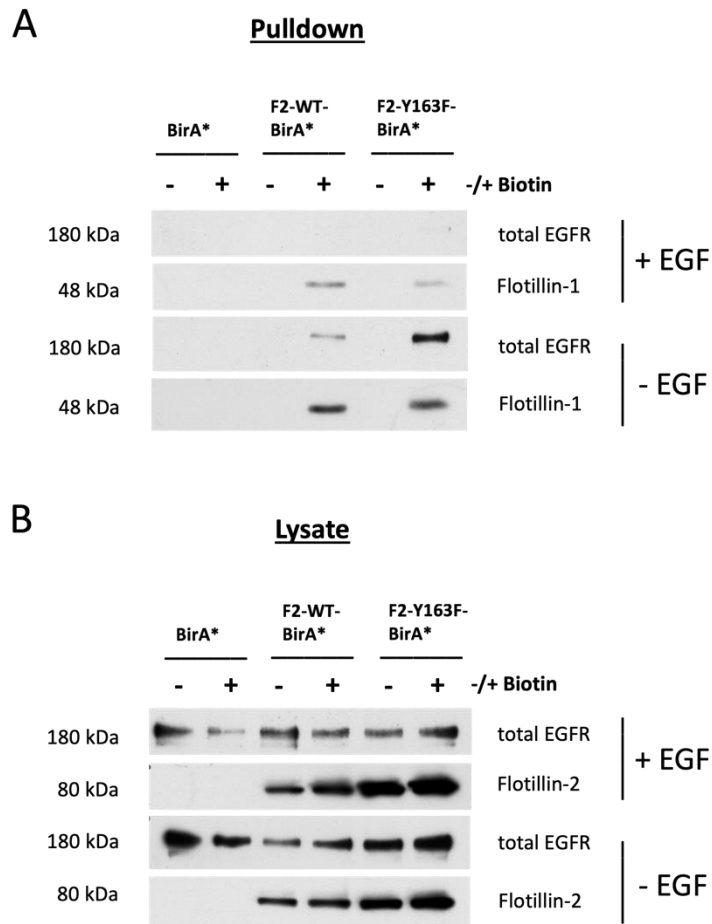 A
Pulldown
BirA*
F2-WT-
BirA*
F2-Y163F-
BirA*
- + - + - + -/+ Biotin
180 kDa total EGFR
48 kDa Flotillin-1
+ EGF
180 kDa total EGFR
48 kDa Flotillin-1
- EGF
B
Lysate
BirA*
F2-WT-
BirA*
F2-Y163F-
BirA*
- + - + - + -/+ Biotin
180 kDa total EGFR
80 kDa Flotillin-2
+ EGF
180 kDa total EGFR
80 kDa Flotillin-2
- EGF